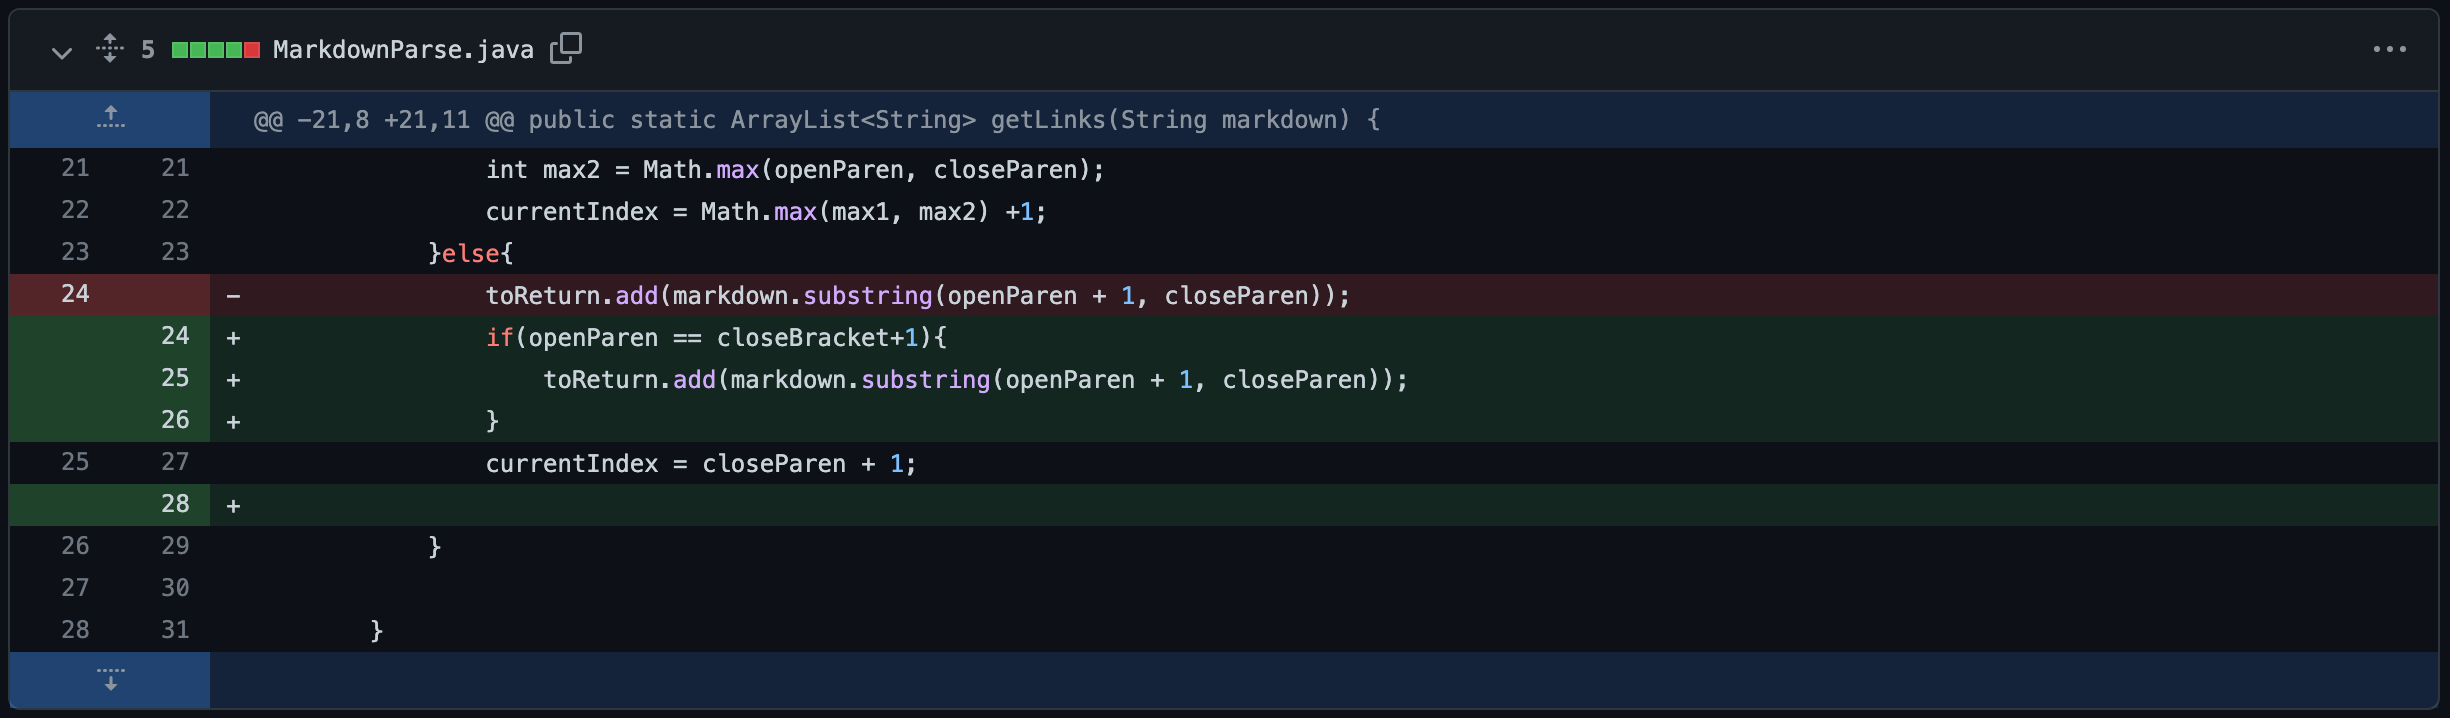 5 MarkdownParse.java
@@ -21,8 +21,11 @@ public static ArrayList<String> getLinks(String markdown) {
21 21 int max2 = Math.max(openParen, closeParen);
22 22 currentIndex = Math.max(max1, max2) +1;
23 23 }else{
24 - toReturn.add(markdown.substring(openParen + 1, closeParen));
24 + if(openParen == closeBracket+1){
25 + toReturn.add(markdown.substring(openParen + 1, closeParen));
26 + }
25 27 currentIndex = closeParen + 1;
28 +
26 29 }
27 30
28 31 }